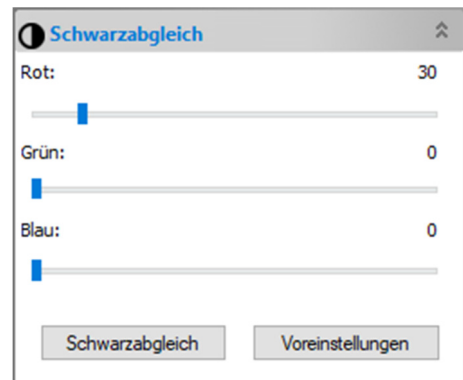 Schwarzabgleich
Rot: 30
Grün: 0
Blau: 0
Schwarzabgleich Voreinstellungen